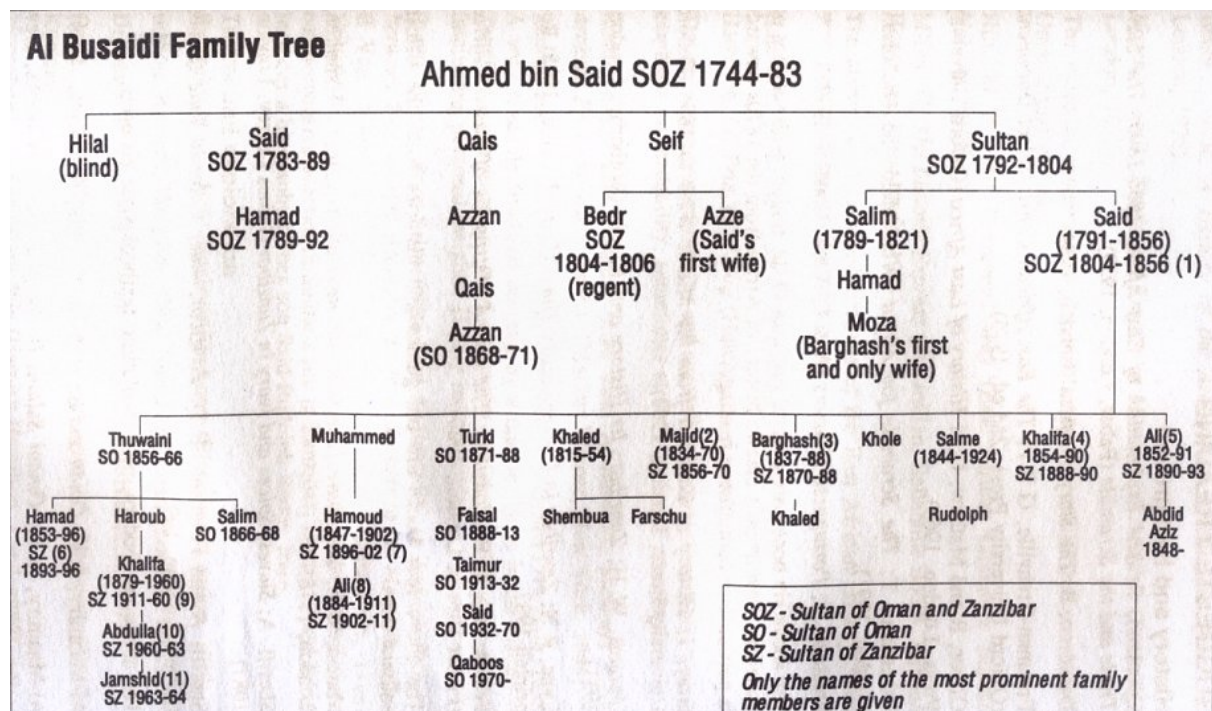 Al Busaidi Family Tree
Ahmed bin Said SOZ 1744-83
Hilal
(blind)
Said
SOZ 1783-89
Qais
Seif
Sultan
SOZ 1792-1804
Hamad
SOZ 1789-92
Azzan
Bedr
SOZ
1804-1806
(regent)
Azze
(Said's
first wife)
Salim
(1789-1821)
Said
(1791-1856)
SOZ 1804-1856 (1)
Qais
Hamad
Azzan
(SO 1868-71)
Moza
(Barghash's first
and only wife)
Thuwaini
SO 1856-66
Muhammed
Turki
SO 1871-88
Khaled
(1815-54)
Majid(2)
(1834-70)
SZ 1856-70
Barghash(3)
(1837-88)
SZ 1870-88
Khole
Salme
(1844-1924)
Khalifa(4)
1854-90)
SZ 1888-90
Ali(5)
1852-91
SZ 1890-93
Hamad
(1853-96)
SZ (6)
1893-96
Haroub
Salim
SO 1866-68
Hamoud
(1847-1902)
SZ 1896-02 (7)
Faisal
SO 1888-13
Shembua
Farschu
Khaled
Rudolph
Abdid
Aziz
1848-
Khalifa
(1879-1960)
SZ 1911-60 (9)
Ali(8)
(1884-1911)
SZ 1902-11)
Taimur
SO 1913-32
Abdulla(10)
SZ 1960-63
Said
SO 1932-70
Jamshid(11)
SZ 1963-64
Qaboos
SO 1970-
SOZ - Sultan of Oman and Zanzibar
SO - Sultan of Oman
SZ - Sultan of Zanzibar
Only the names of the most prominent family
members are given